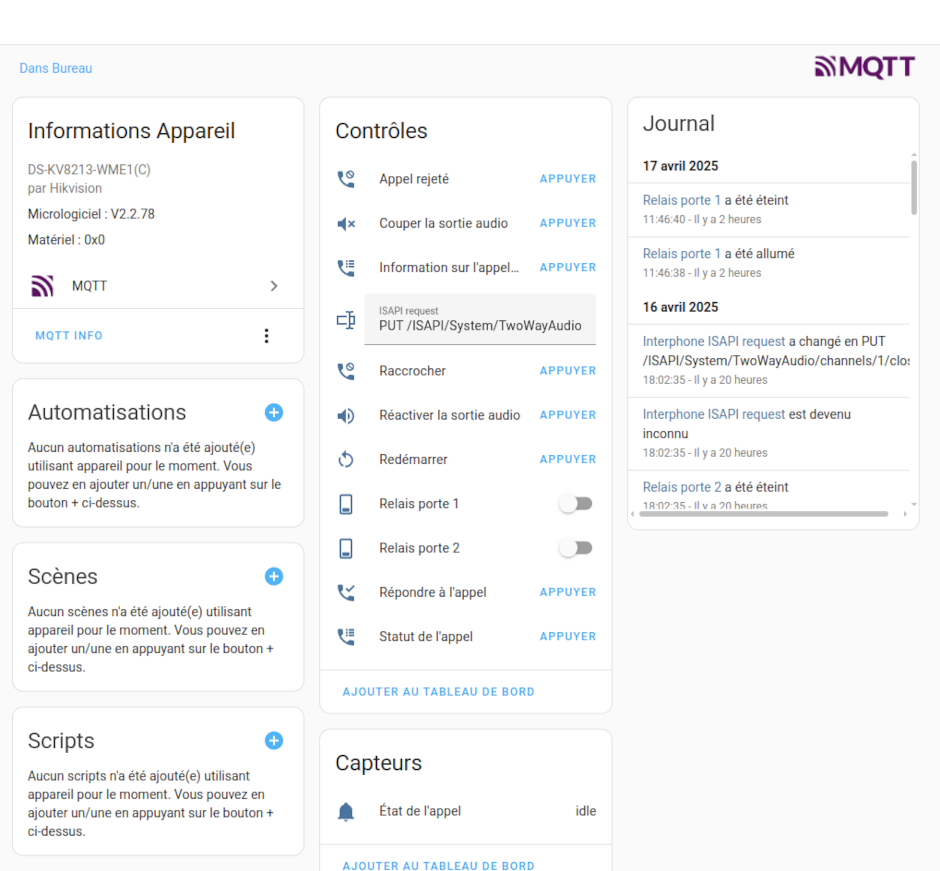 Dans Bureau
MQTT
Informations Appareil
DS-KV8213-WME1(C)
par Hikvision
Micrologiciel : V2.2.78
Matériel : 0x0
MQTT
MQTT INFO
Automatisations
Aucun automatisations n'a été ajouté(e)
utilisant appareil pour le moment. Vous
pouvez en ajouter un/une en appuyant sur le
bouton + ci-dessus.
Scènes
Aucun scènes n'a été ajouté(e) utilisant
appareil pour le moment. Vous pouvez en
ajouter un/une en appuyant sur le bouton +
ci-dessus.
Scripts
Aucun scripts n'a été ajouté(e) utilisant
appareil pour le moment. Vous pouvez en
ajouter un/une en appuyant sur le bouton +
ci-dessus.
Contrôles
Appel rejeté APPUYER
Couper la sortie audio APPUYER
Information sur l'appel... APPUYER
ISAPI request
PUT /ISAPI/System/TwoWayAudio
Raccrocher APPUYER
Réactiver la sortie audio APPUYER
Redémarrer APPUYER
Relais porte 1
Relais porte 2
Répondre à l'appel APPUYER
Statut de l'appel APPUYER
AJOUTER AU TABLEAU DE BORD
Capteurs
État de l'appel idle
AJOUTER AU TABLEAU DE BORD
Journal
17 avril 2025
Relais porte 1 a été éteint
11:46:40 - Il y a 2 heures
Relais porte 1 a été allumé
11:46:38 - Il y a 2 heures
16 avril 2025
Interphone ISAPI request a changé en PUT
/ISAPI/System/TwoWayAudio/channels/1/clos
18:02:35 - Il y a 20 heures
Interphone ISAPI request est devenu
inconnu
18:02:35 - Il y a 20 heures
Relais porte 2 a été éteint
18:02:35 - Il y a 20 heures